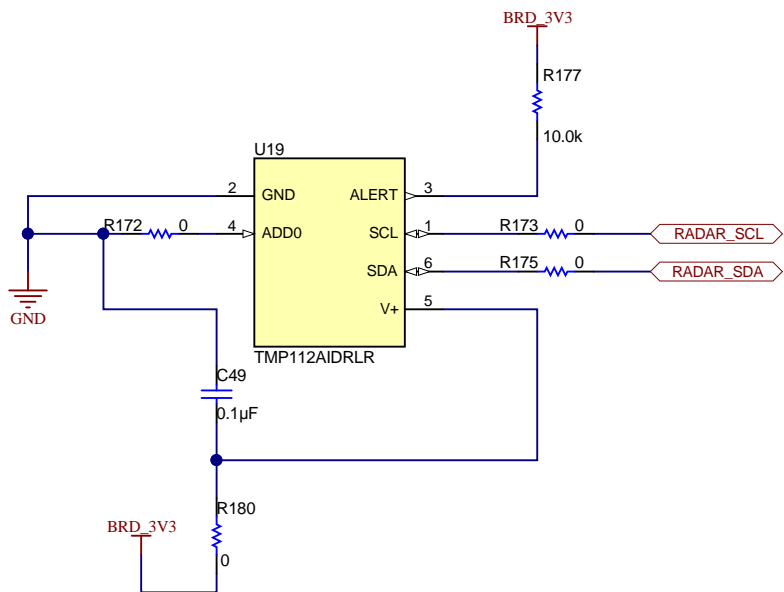 BRD_3V3
R177
10.0k
U19
2 GND ALERT 3
R172 0 4 ADD0 SCL 1 R173 0 RADAR_SCL
SDA 6 R175 0 RADAR_SDA
V+ 5
GND
TMP112AIDRLR
C49
0.1µF
R180
BRD_3V3
0